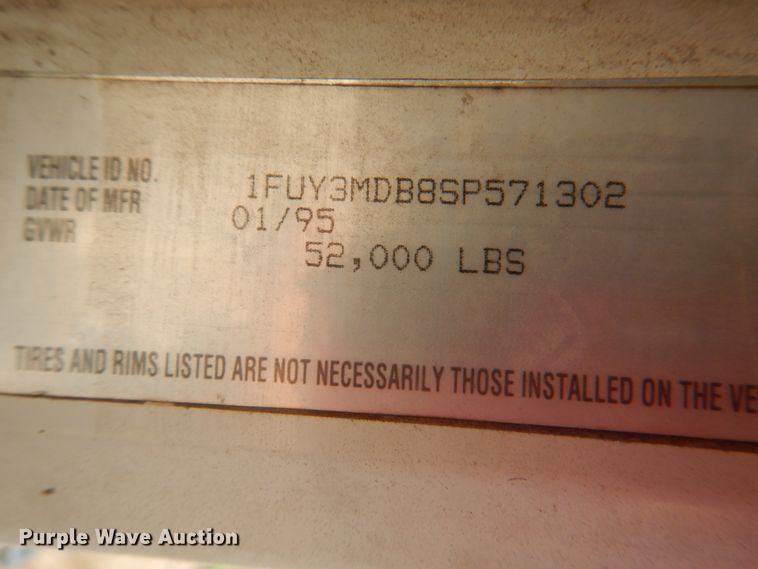 VEHICLE ID NO. 1FUY3MDB8SP571302
DATE OF MFR 01/95
GVWR 52,000 LBS
TIRES AND RIMS LISTED ARE NOT NECESSARILY THOSE INSTALLED ON THE VE
Purple Wave Auction